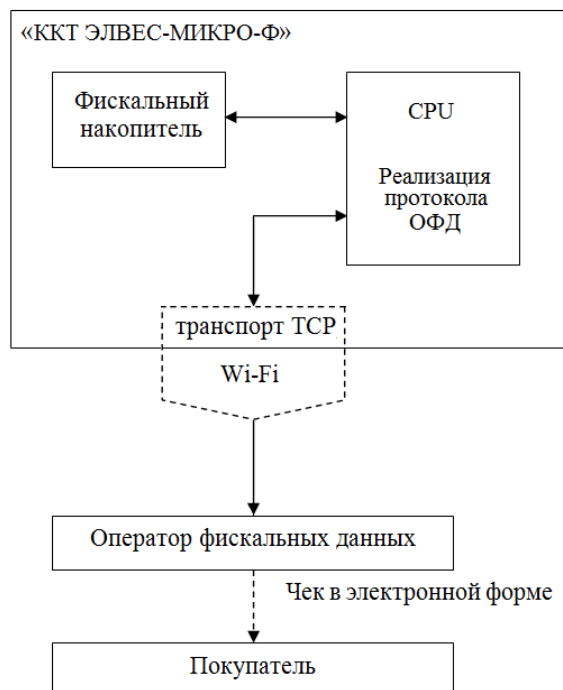 «ККТ ЭЛВЕС-МИКРО-Ф»
Фискальный
накопитель
CPU
Реализация
протокола
ОФД
транспорт TCP
Wi-Fi
Оператор фискальных данных
Чек в электронной форме
Покупатель